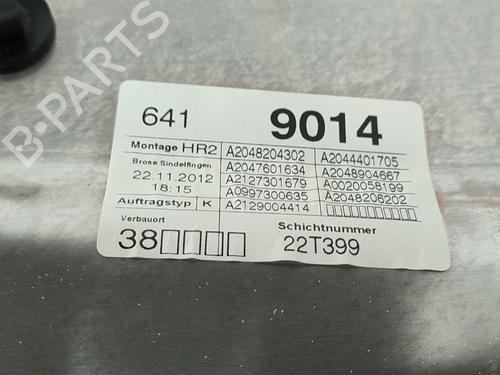 B-PARTS
641 9014
Montage HR2 A2048204302 A2044401705
Brose Sindelfingen A2047601634 A2048904667
22.11.2012 A2127301679 A0020058199
18:15 A0997300635 A2048206202
Auftragstyp K A2129004414
Verbauort Schichtnummer
38 22T399